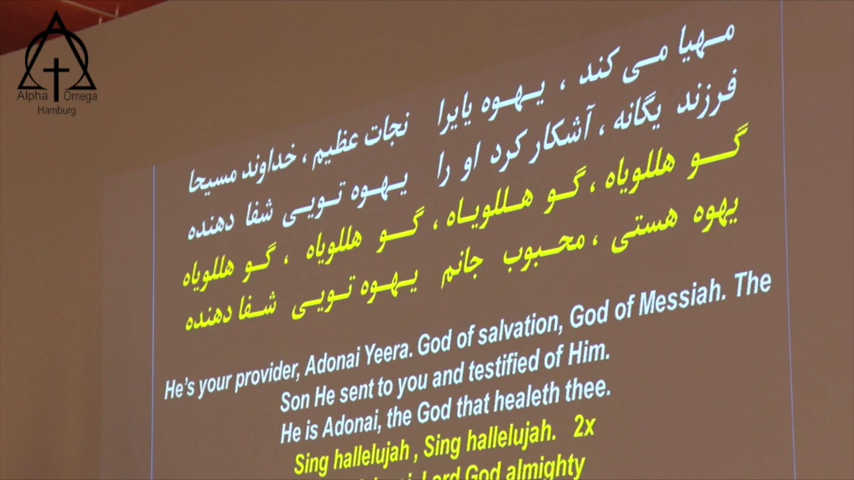 Alpha Omega
Hamburg
مهیا می کند ، یهوه یایرا نجات عظیم ، خداوند مسیحا
فرزند یگانه ، آشکار کرد او را یهوه تویی شفا دهنده
گو هللویاه ، گو هللویاه ، گو هللویاه ، گو هللویاه
یهوه هستی ، محبوب جانم یهوه تویی شفا دهنده
He's your provider, Adonai Yeera. God of salvation, God of Messiah. The
Son He sent to you and testified of Him.
He is Adonai, the God that healeth thee.
Sing hallelujah , Sing hallelujah. 2x
Lord God almighty